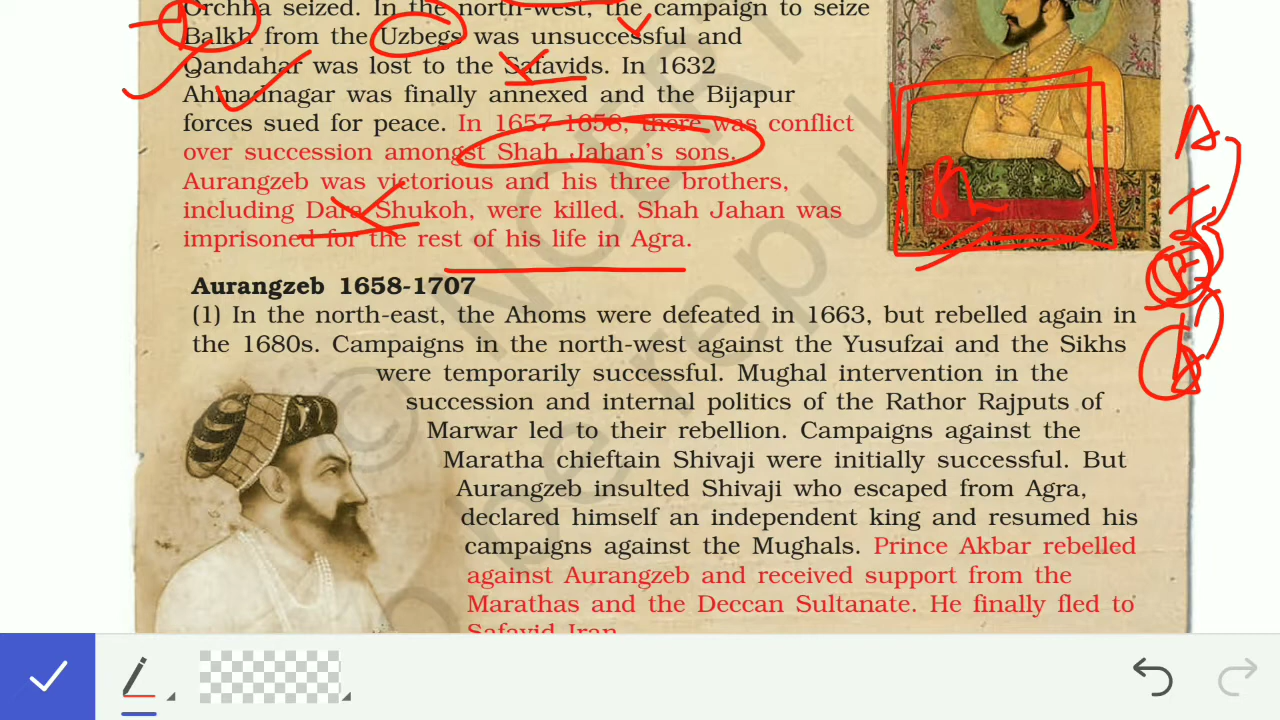 Orchha seized. In the north-west, the campaign to seize
Balkh from the Uzbegs was unsuccessful and
Qandahar was lost to the Safavids. In 1632
Ahmadnagar was finally annexed and the Bijapur
forces sued for peace. In 1657-1658, there was conflict
over succession amongst Shah Jahan's sons.
Aurangzeb was victorious and his three brothers,
including Dara Shukoh, were killed. Shah Jahan was
imprisoned for the rest of his life in Agra.
Aurangzeb 1658-1707
(1) In the north-east, the Ahoms were defeated in 1663, but rebelled again in
the 1680s. Campaigns in the north-west against the Yusufzai and the Sikhs
were temporarily successful. Mughal intervention in the
succession and internal politics of the Rathor Rajputs of
Marwar led to their rebellion. Campaigns against the
Maratha chieftain Shivaji were initially successful. But
Aurangzeb insulted Shivaji who escaped from Agra,
declared himself an independent king and resumed his
campaigns against the Mughals. Prince Akbar rebelled
against Aurangzeb and received support from the
Marathas and the Deccan Sultanate. He finally fled to
Safavid Iran.